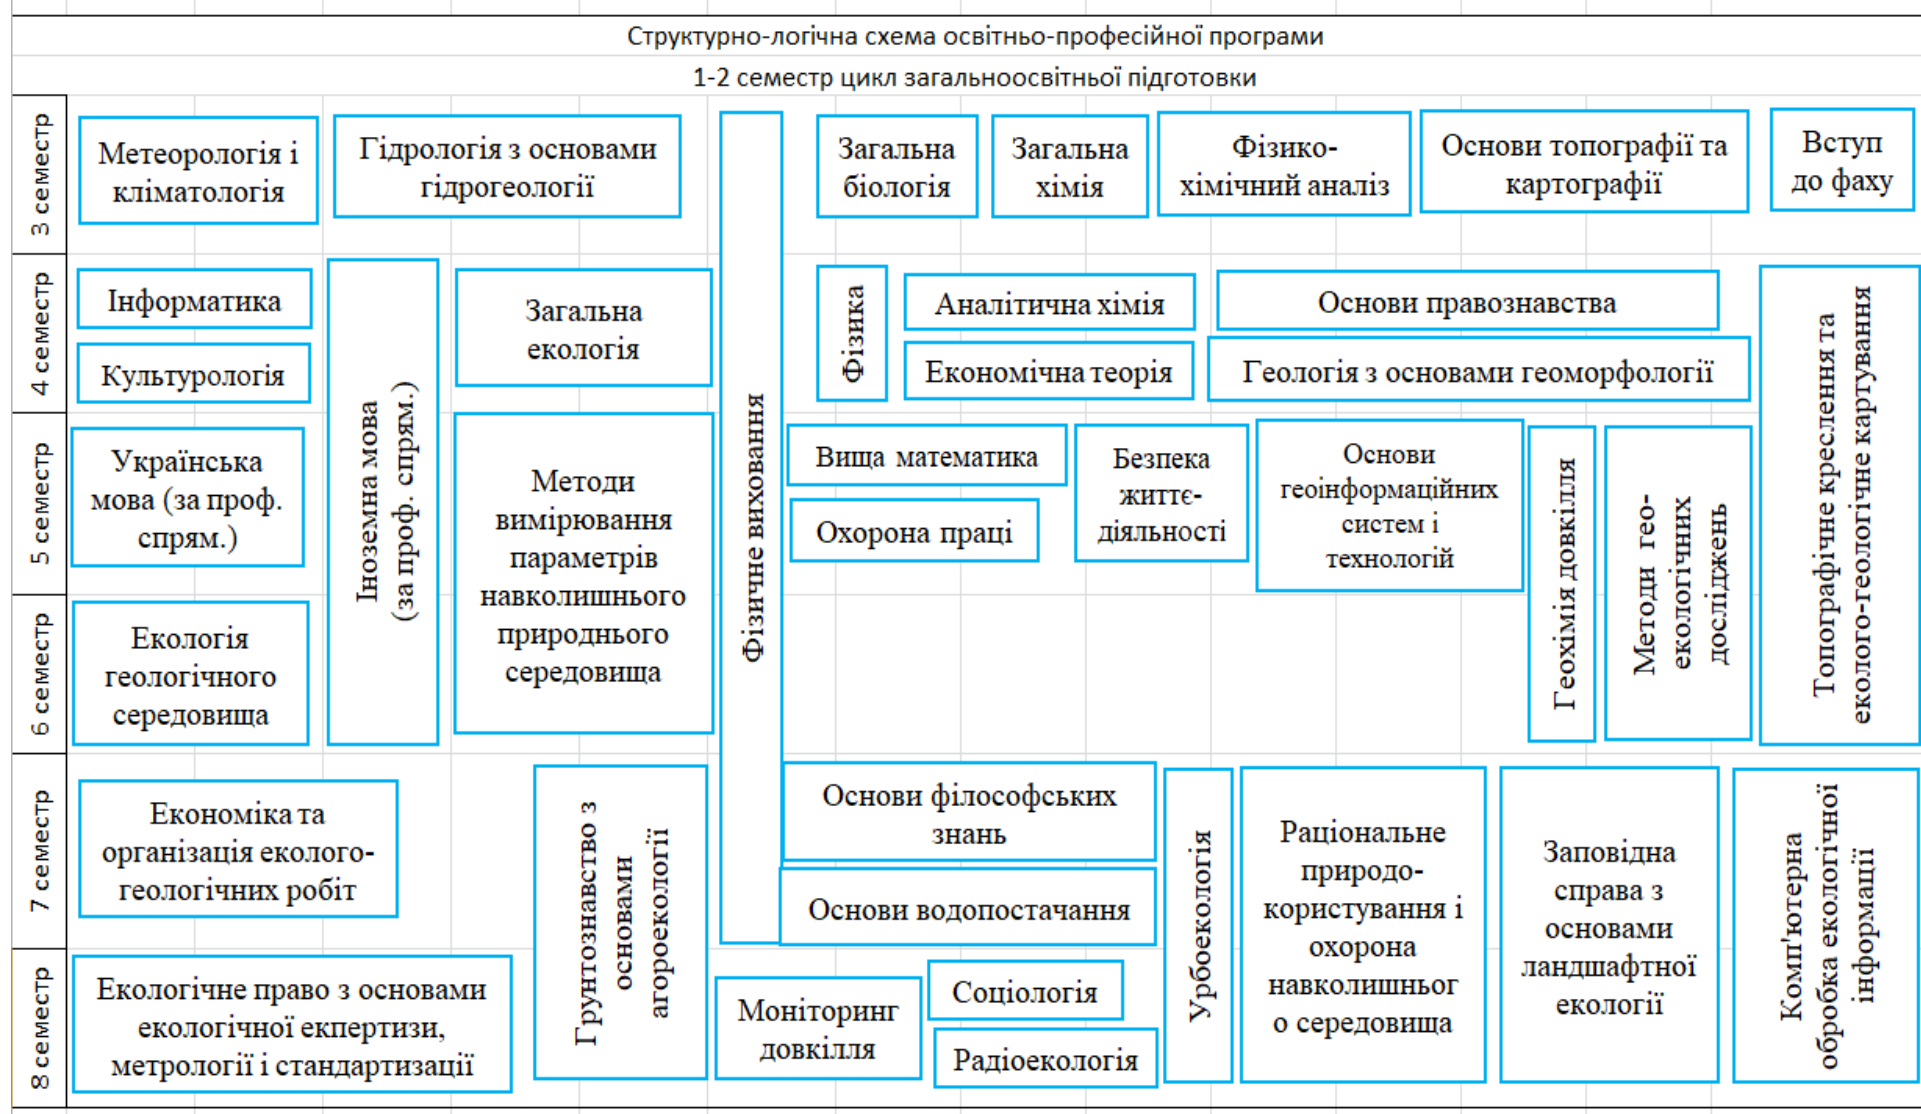 Структурно-логічна схема освітньо-професійної програми
1-2 семестр цикл загальноосвітньої підготовки
3 семестр
Метеорологія і
кліматологія
Гідрологія з основами
гідрогеології
Фізичне виховання
Загальна
біологія
Загальна
хімія
Фізико-
хімічний аналіз
Основи топографії та
картографії
Вступ
до фаху
4 семестр
Інформатика
Культурологія
Іноземна мова
(за проф. спрям.)
Загальна
екологія
Фізика
Аналітична хімія
Економічна теорія
Основи правознавства
Геологія з основами геоморфології
Топографічне креслення та
еколого-геологічне картування
5 семестр
Українська
мова (за проф.
спрям.)
Методи
вимірювання
параметрів
навколишнього
природнього
середовища
Вища математика
Охорона праці
Безпека
життє-
діяльності
Основи
геоінформаційних
систем і
технологій
Геохімія довкілля
Методи гео-
екологічних
досліджень
6 семестр
Екологія
геологічного
середовища
7 семестр
Економіка та
організація еколого-
геологічних робіт
Грунтознавство з
основами
агороекології
Основи філософських
знань
Основи водопостачання
Урбоекологія
Раціональне
природо-
користування і
охорона
навколишньог
о середовища
Заповідна
справа з
основами
ландшафтної
екології
Комп'ютерна
обробка екологічної
інформації
8 семестр
Екологічне право з основами
екологічної експертизи,
метрології і стандартизації
Моніторинг
довкілля
Соціологія
Радіоекологія